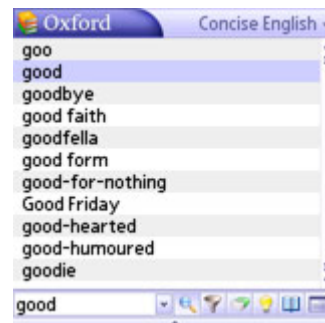 Oxford Concise English
goo
good
goodbye
good faith
goodfella
good form
good-for-nothing
Good Friday
good-hearted
good-humoured
goodie
good